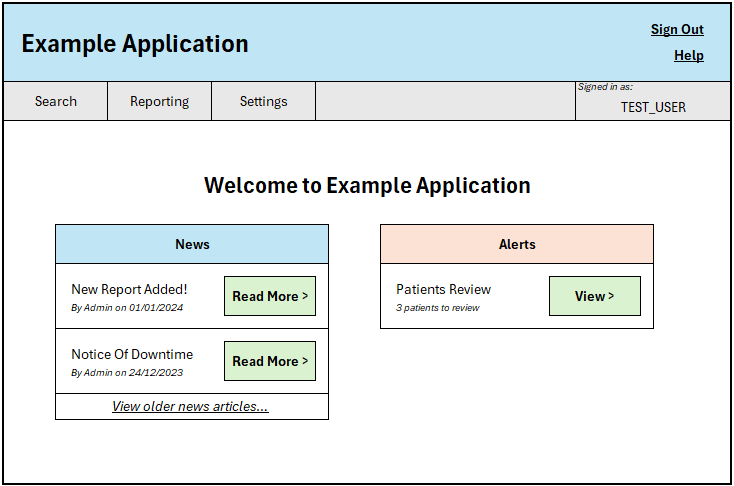 Example Application
Sign Out
Help
Search
Reporting
Settings
Signed in as:
TEST_USER
Welcome to Example Application
News
New Report Added!
By Admin on 01/01/2024
Read More >
Notice Of Downtime
By Admin on 24/12/2023
Read More >
View older news articles...
Alerts
Patients Review
3 patients to review
View >